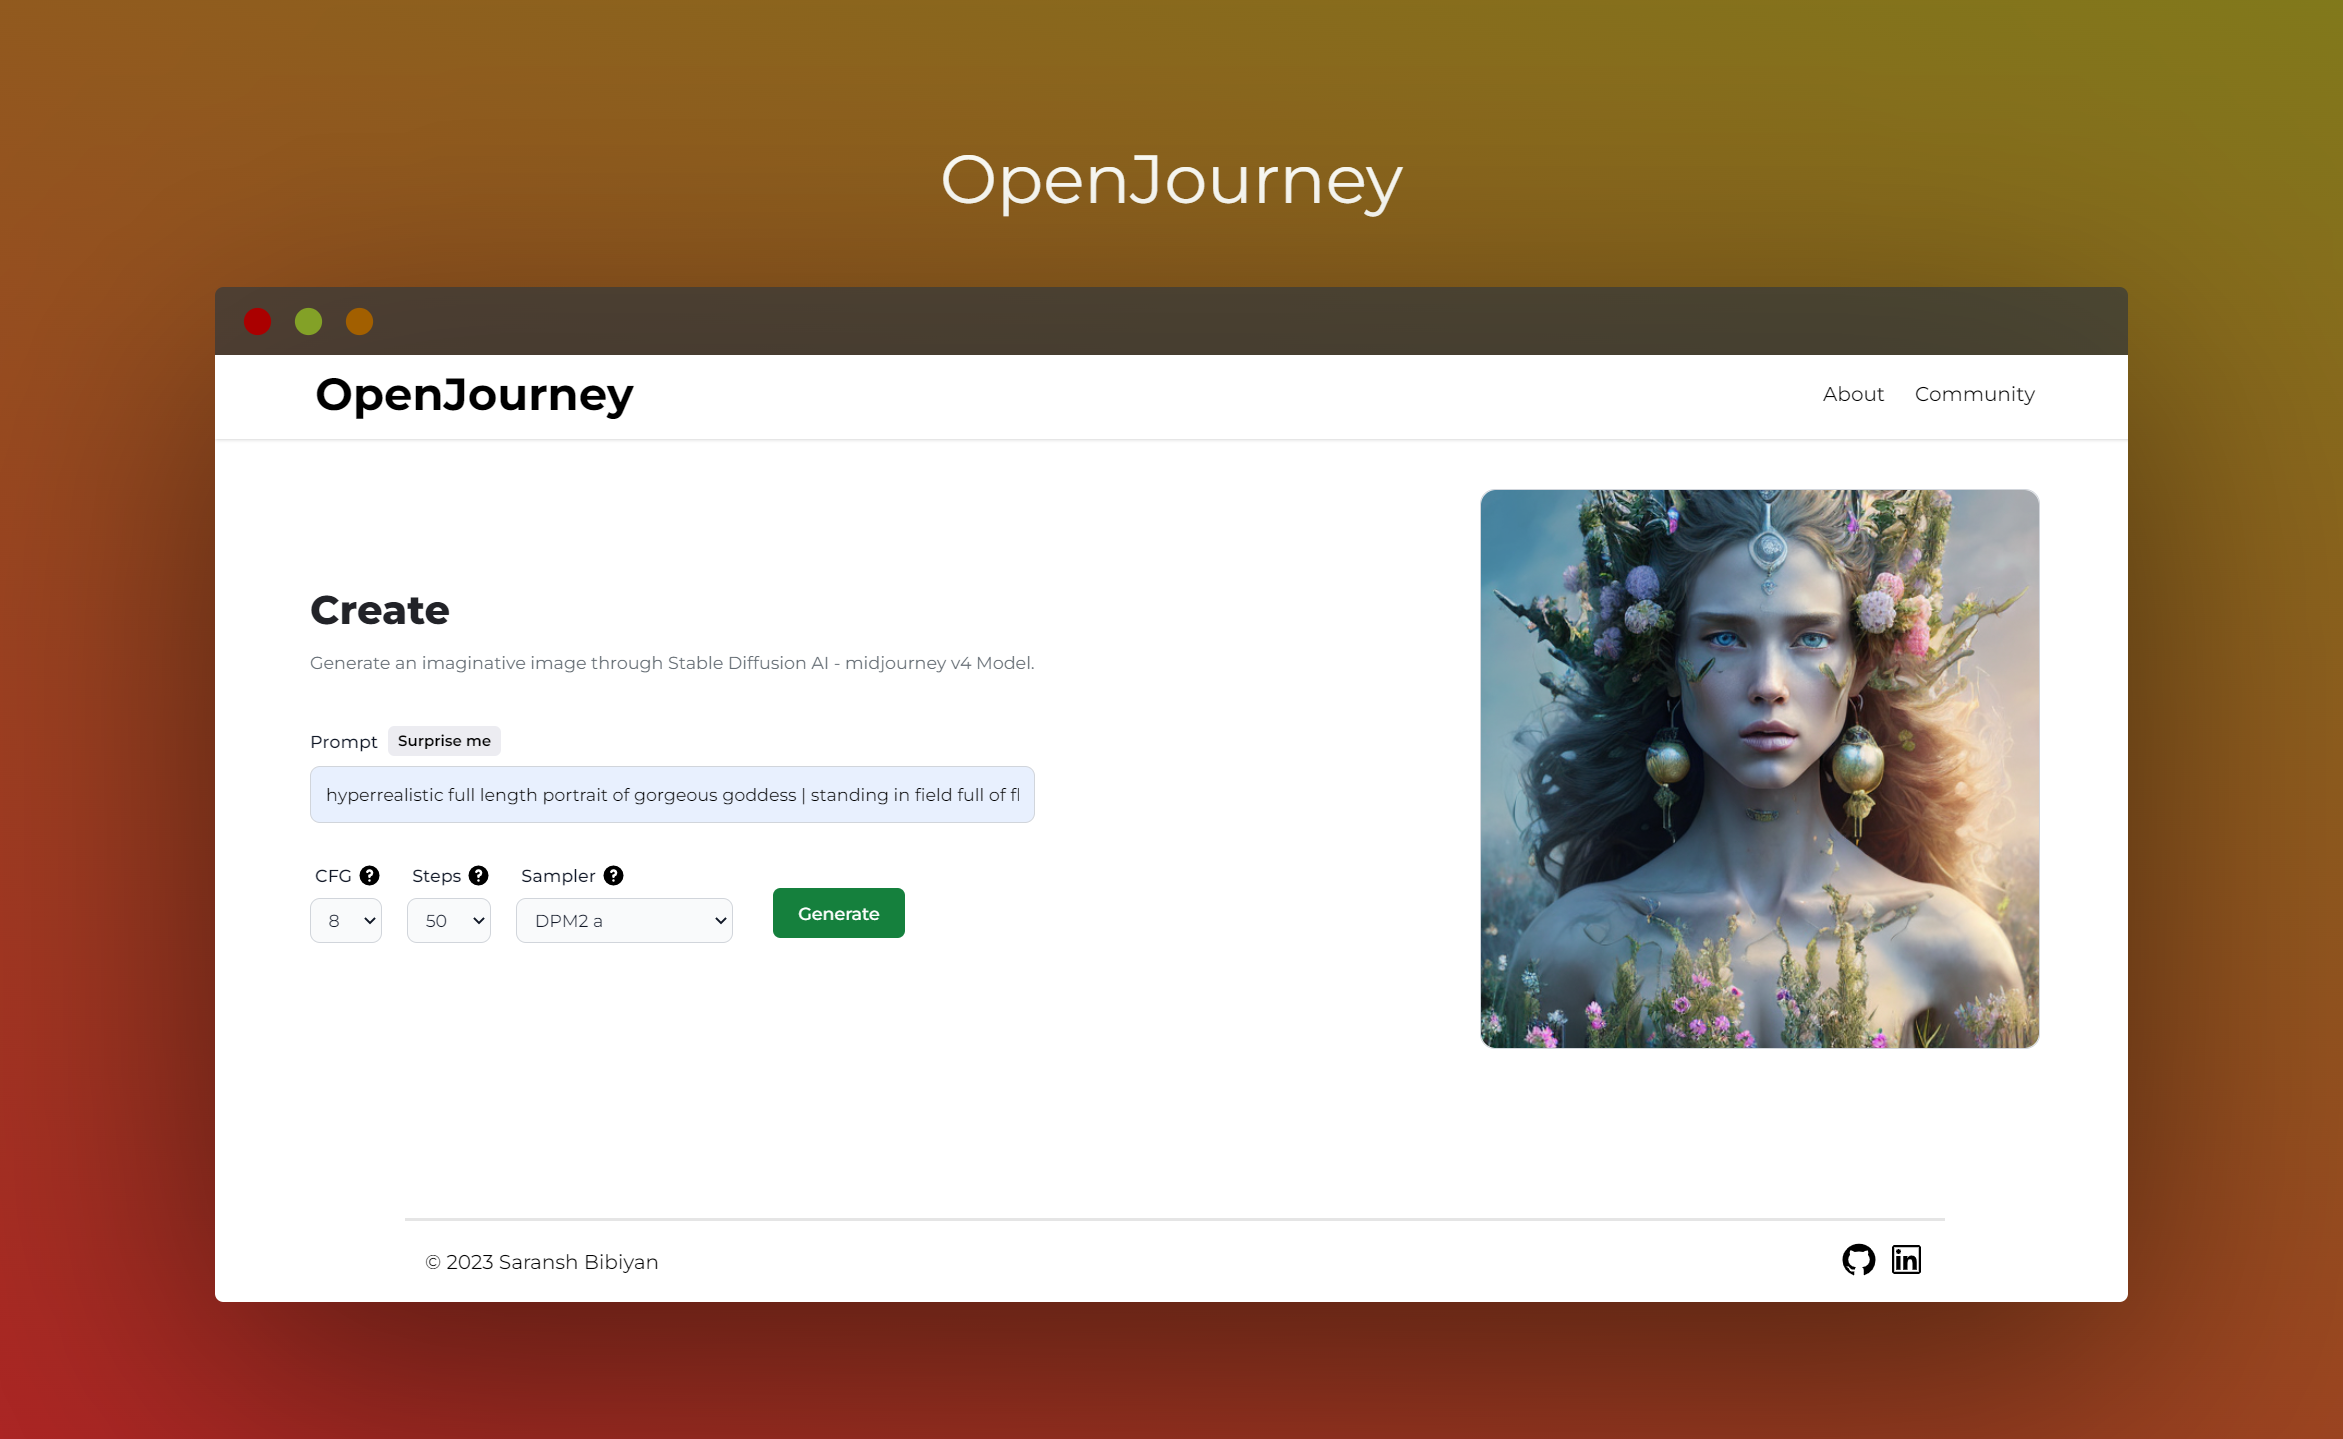 OpenJourney
OpenJourney
About Community
Create
Generate an imaginative image through Stable Diffusion AI - midjourney v4 Model.
Prompt Surprise me
hyperrealistic full length portrait of gorgeous goddess | standing in field full of fl
CFG ? Steps ? Sampler ?
8 50 DPM2 a Generate
© 2023 Saransh Bibiyan
in